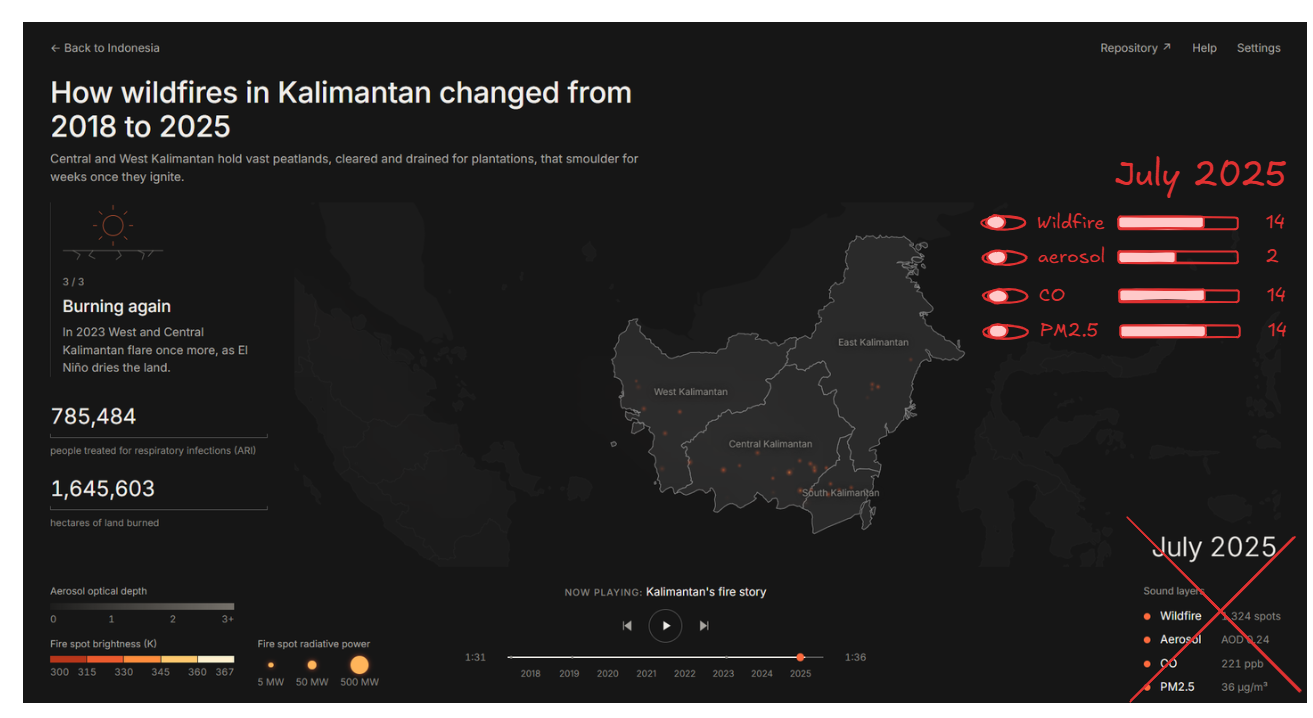 ← Back to Indonesia
Repository ↗ Help Settings
How wildfires in Kalimantan changed from
2018 to 2025
Central and West Kalimantan hold vast peatlands, cleared and drained for plantations, that smoulder for
weeks once they ignite.
July 2025
Wildfire 14
aerosol 2
CO 14
PM2.5 14
3 / 3
Burning again
In 2023 West and Central
Kalimantan flare once more, as El
Niño dries the land.
785,484
people treated for respiratory infections (ARI)
1,645,603
hectares of land burned
East Kalimantan
West Kalimantan
Central Kalimantan
South Kalimantan
July 2025
Sound layers
Wildfire 1,324 spots
Aerosol AOD 0.24
CO 221 ppb
PM2.5 36 µg/m³
Aerosol optical depth
0 1 2 3+
Fire spot brightness (K)
300 315 330 345 360 367
Fire spot radiative power
5 MW 50 MW 500 MW
NOW PLAYING: Kalimantan's fire story
1:31 1:36
2018 2019 2020 2021 2022 2023 2024 2025